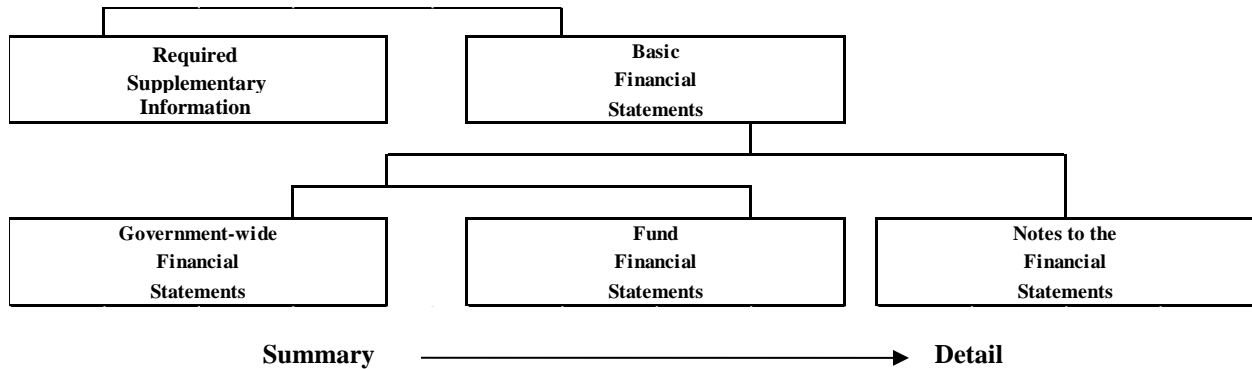 Required
Supplementary
Information
Basic
Financial
Statements
Government-wide
Financial
Statements
Fund
Financial
Statements
Notes to the
Financial
Statements
Summary
Detail